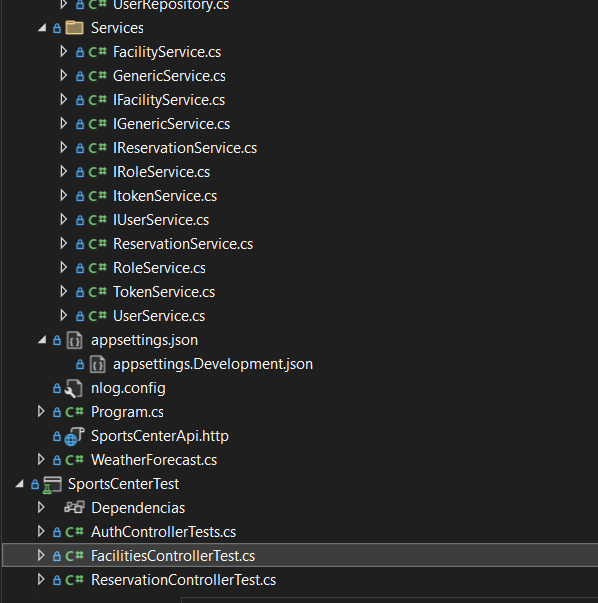 UserRepository.cs
Services
C# FacilityService.cs
C# GenericService.cs
C# IFacilityService.cs
C# IGenericService.cs
C# IReservationService.cs
C# IRoleService.cs
C# ItokenService.cs
C# IUserService.cs
C# ReservationService.cs
C# RoleService.cs
C# TokenService.cs
C# UserService.cs
appsettings.json
appsettings.Development.json
nlog.config
C# Program.cs
SportsCenterApi.http
C# WeatherForecast.cs
SportsCenterTest
Dependencias
C# AuthControllerTests.cs
C# FacilitiesControllerTest.cs
C# ReservationControllerTest.cs